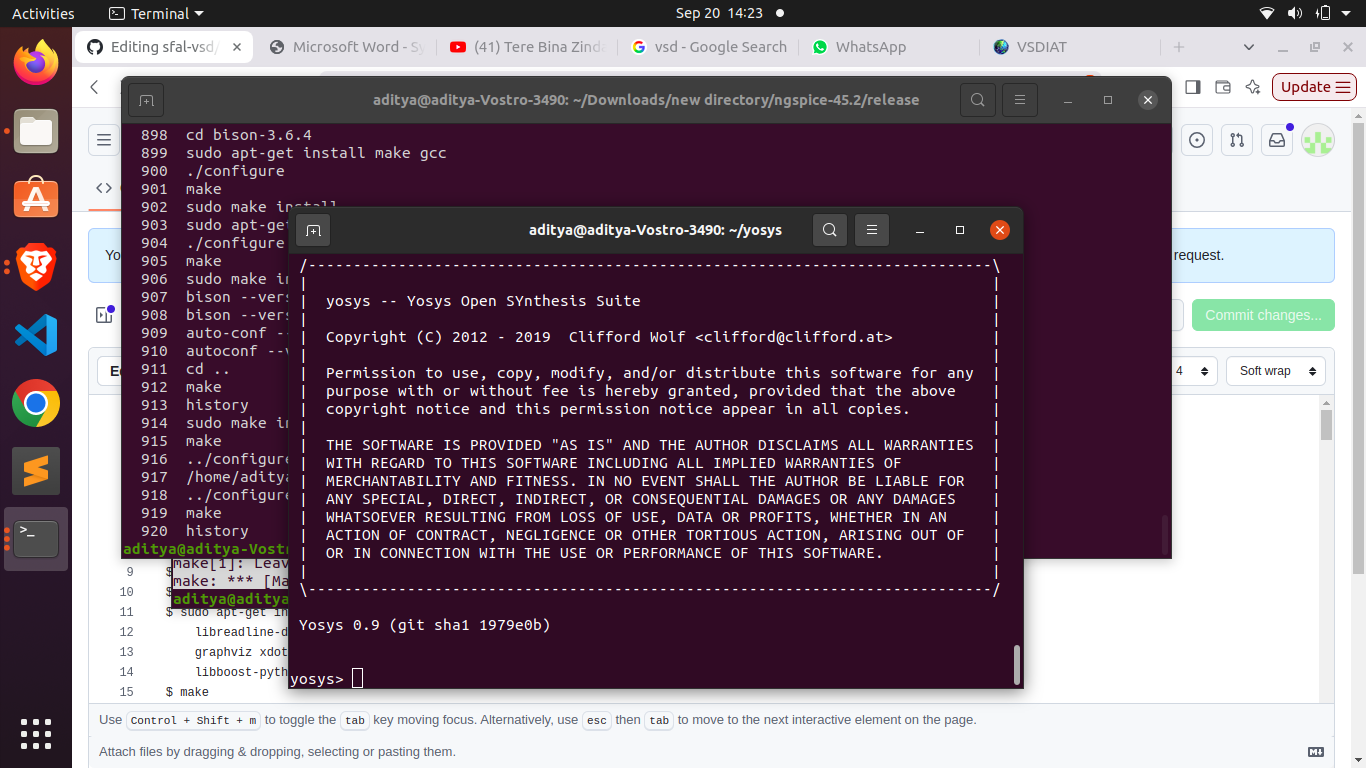 Activities
Terminal
Sep 20 14:23
Editing sfal-vsd/
Microsoft Word - Sy
(41) Tere Bina Zinda
vsd - Google Search
WhatsApp
VSDIAT
Update
aditya@aditya-Vostro-3490: ~/Downloads/new directory/ngspice-45.2/release
898 cd bison-3.6.4
899 sudo apt-get install make gcc
900 ./configure
901 make
902 sudo make install
903 sudo apt-get
904 ./configure
905 make
906 sudo make in
907 bison --vers
908 bison --vers
909 auto-conf --
910 autoconf --v
911 cd ..
912 make
913 history
914 sudo make in
915 make
916 ../configure
917 /home/aditya
918 ../configure
919 make
920 history
aditya@aditya-Vostr
make[1]: Leav
make: *** [Ma
aditya@aditya
aditya@aditya-Vostro-3490: ~/yosys
/----------------------------------------------------------------------------\
| |
| yosys -- Yosys Open SYnthesis Suite |
| |
| Copyright (C) 2012 - 2019 Clifford Wolf <clifford@clifford.at> |
| |
| Permission to use, copy, modify, and/or distribute this software for any |
| purpose with or without fee is hereby granted, provided that the above |
| copyright notice and this permission notice appear in all copies. |
| |
| THE SOFTWARE IS PROVIDED "AS IS" AND THE AUTHOR DISCLAIMS ALL WARRANTIES |
| WITH REGARD TO THIS SOFTWARE INCLUDING ALL IMPLIED WARRANTIES OF |
| MERCHANTABILITY AND FITNESS. IN NO EVENT SHALL THE AUTHOR BE LIABLE FOR |
| ANY SPECIAL, DIRECT, INDIRECT, OR CONSEQUENTIAL DAMAGES OR ANY DAMAGES |
| WHATSOEVER RESULTING FROM LOSS OF USE, DATA OR PROFITS, WHETHER IN AN |
| ACTION OF CONTRACT, NEGLIGENCE OR OTHER TORTIOUS ACTION, ARISING OUT OF |
| OR IN CONNECTION WITH THE USE OR PERFORMANCE OF THIS SOFTWARE. |
| |
\----------------------------------------------------------------------------/
Yosys 0.9 (git sha1 1979e0b)
yosys>
Yo
request.
Commit changes...
4
Soft wrap
9 $
10 $
11 $ sudo apt-get in
12 libreadline-d
13 graphviz xdot
14 libboost-pyth
15 $ make
Use Control + Shift + m to toggle the tab key moving focus. Alternatively, use esc then tab to move to the next interactive element on the page.
Attach files by dragging & dropping, selecting or pasting them.